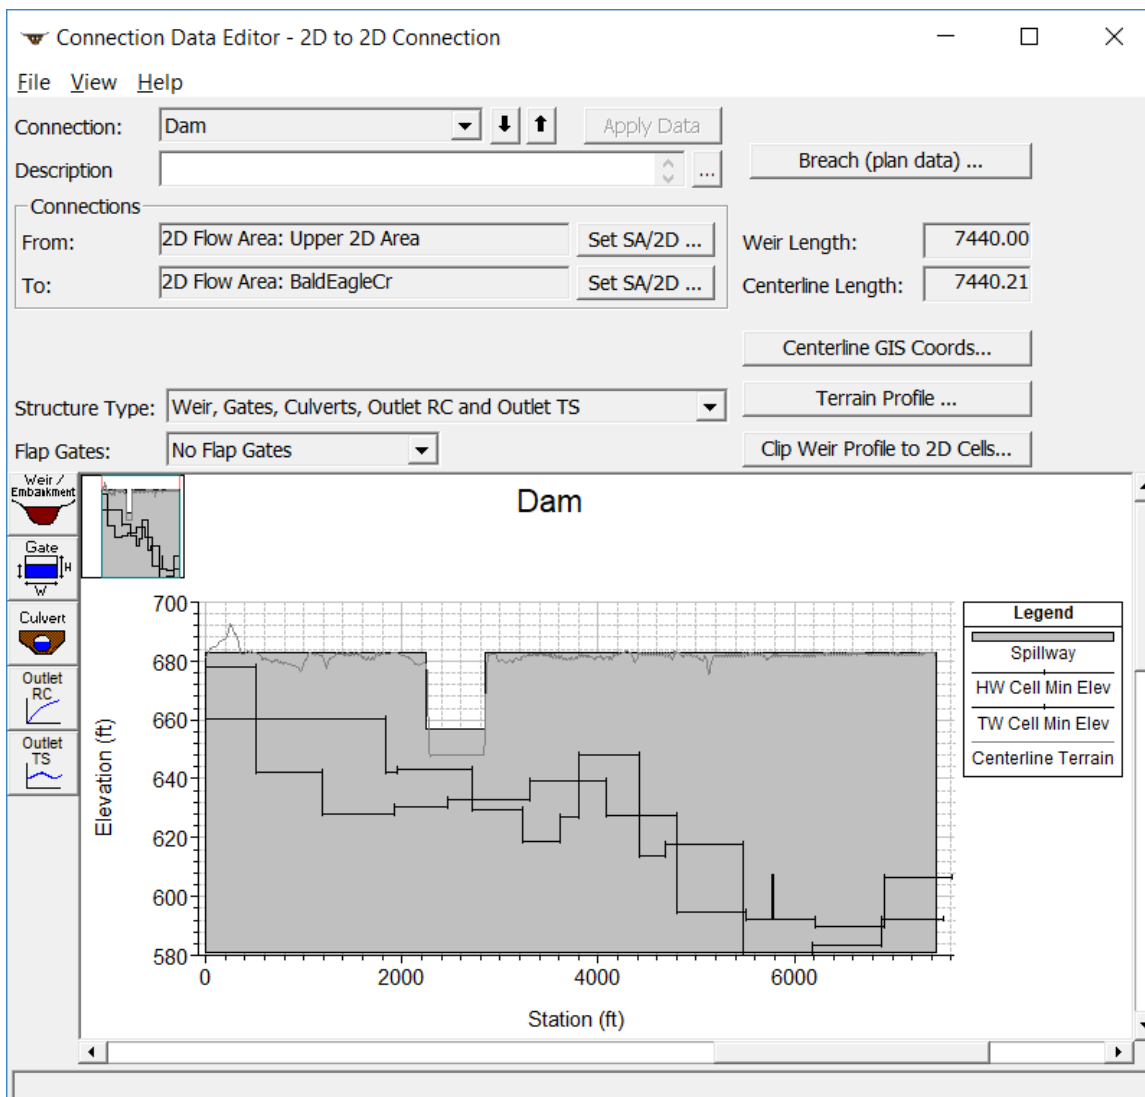 Connection Data Editor - 2D to 2D Connection
File View Help
Connection: Dam Apply Data
Description ... Breach (plan data) ...
Connections
From: 2D Flow Area: Upper 2D Area Set SA/2D ... Weir Length: 7440.00
To: 2D Flow Area: BaldEagleCr Set SA/2D ... Centerline Length: 7440.21
Centerline GIS Coords...
Structure Type: Weir, Gates, Culverts, Outlet RC and Outlet TS Terrain Profile ...
Flap Gates: No Flap Gates Clip Weir Profile to 2D Cells...
Weir /
Embankment
Gate
H
W
Culvert
Outlet
RC
Outlet
TS
Dam
700
680
660
640
620
600
580
Elevation (ft)
0 2000 4000 6000
Station (ft)
Legend
Spillway
HW Cell Min Elev
TW Cell Min Elev
Centerline Terrain